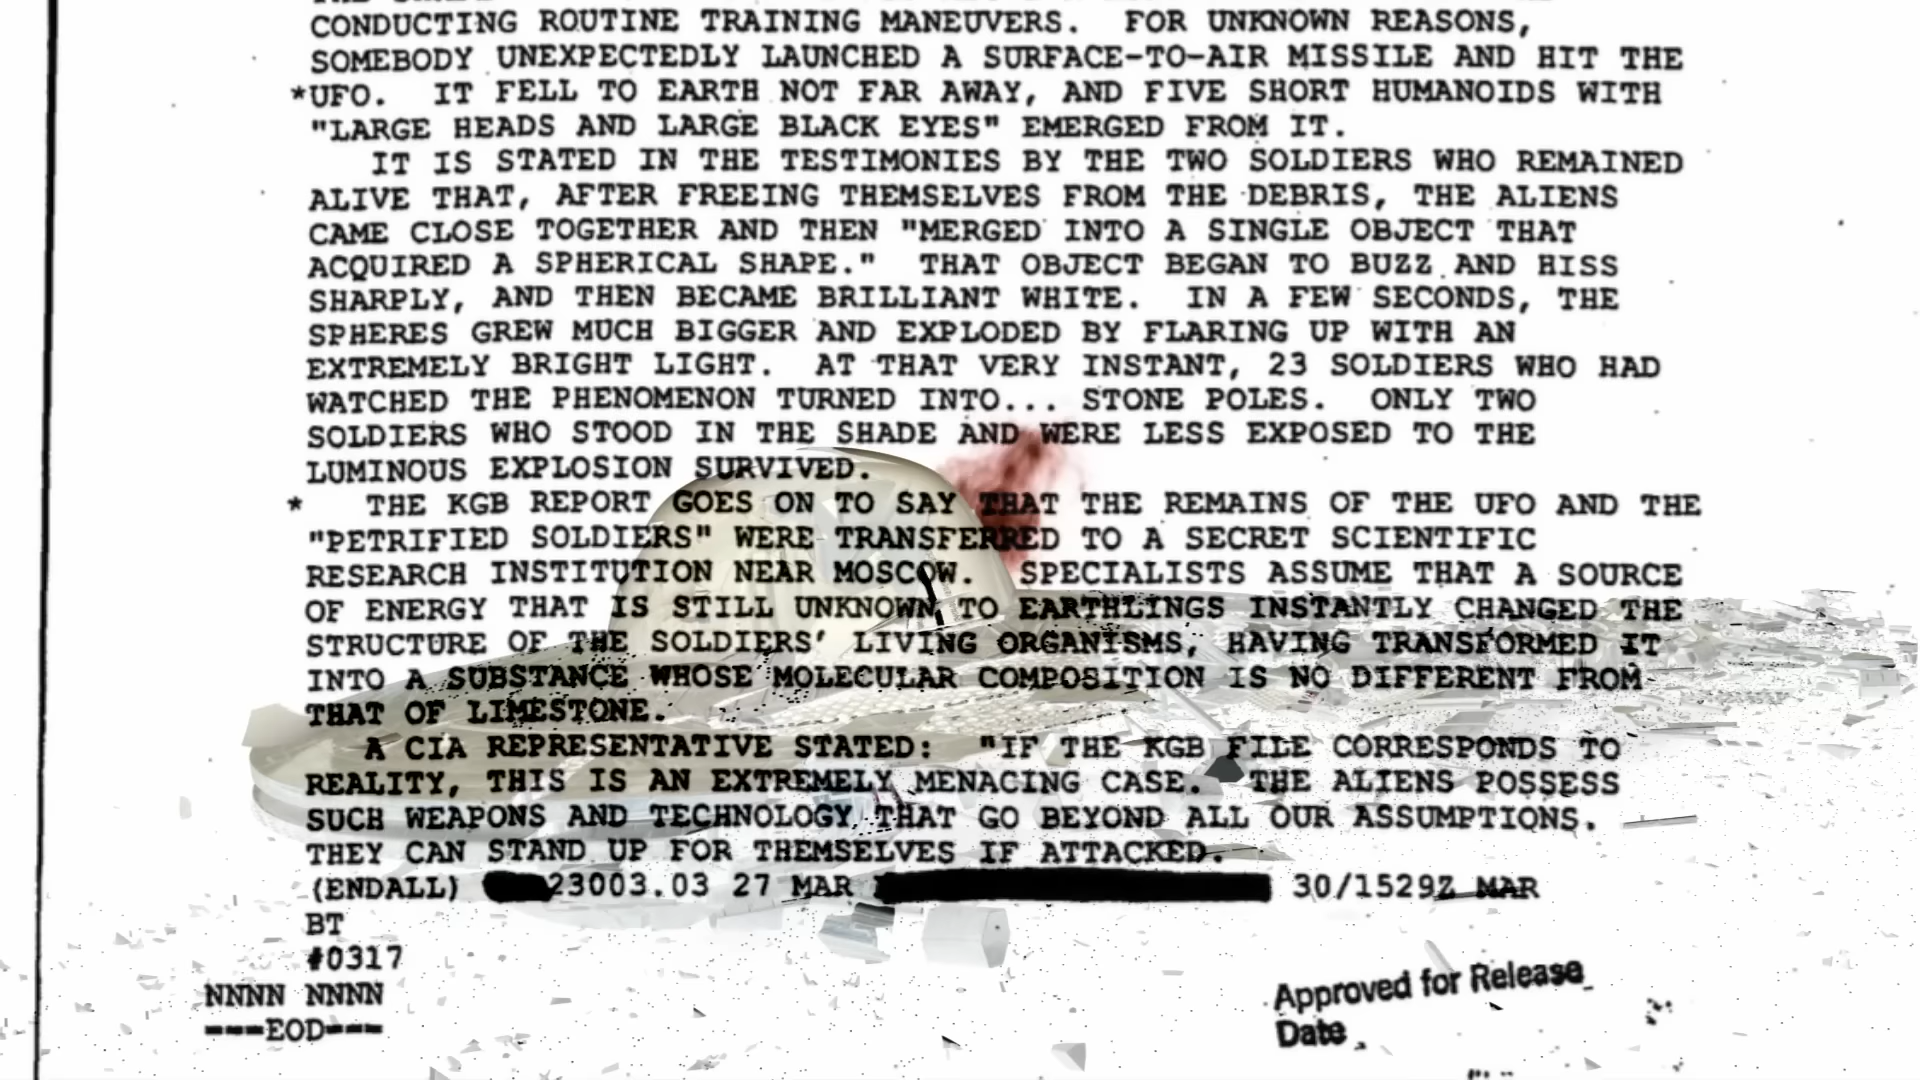 CONDUCTING ROUTINE TRAINING MANEUVERS. FOR UNKNOWN REASONS,
SOMEBODY UNEXPECTEDLY LAUNCHED A SURFACE-TO-AIR MISSILE AND HIT THE
*UFO. IT FELL TO EARTH NOT FAR AWAY, AND FIVE SHORT HUMANOIDS WITH
"LARGE HEADS AND LARGE BLACK EYES" EMERGED FROM IT.
IT IS STATED IN THE TESTIMONIES BY THE TWO SOLDIERS WHO REMAINED
ALIVE THAT, AFTER FREEING THEMSELVES FROM THE DEBRIS, THE ALIENS
CAME CLOSE TOGETHER AND THEN "MERGED INTO A SINGLE OBJECT THAT
ACQUIRED A SPHERICAL SHAPE." THAT OBJECT BEGAN TO BUZZ AND HISS
SHARPLY, AND THEN BECAME BRILLIANT WHITE. IN A FEW SECONDS, THE
SPHERES GREW MUCH BIGGER AND EXPLODED BY FLARING UP WITH AN
EXTREMELY BRIGHT LIGHT. AT THAT VERY INSTANT, 23 SOLDIERS WHO HAD
WATCHED THE PHENOMENON TURNED INTO... STONE POLES. ONLY TWO
SOLDIERS WHO STOOD IN THE SHADE AND WERE LESS EXPOSED TO THE
LUMINOUS EXPLOSION SURVIVED.
* THE KGB REPORT GOES ON TO SAY THAT THE REMAINS OF THE UFO AND THE
"PETRIFIED SOLDIERS" WERE TRANSFERRED TO A SECRET SCIENTIFIC
RESEARCH INSTITUTION NEAR MOSCOW. SPECIALISTS ASSUME THAT A SOURCE
OF ENERGY THAT IS STILL UNKNOWN TO EARTHLINGS INSTANTLY CHANGED THE
STRUCTURE OF THE SOLDIERS' LIVING ORGANISMS, HAVING TRANSFORMED IT
INTO A SUBSTANCE WHOSE MOLECULAR COMPOSITION IS NO DIFFERENT FROM
THAT OF LIMESTONE.
A CIA REPRESENTATIVE STATED: "IF THE KGB FILE CORRESPONDS TO
REALITY, THIS IS AN EXTREMELY MENACING CASE. THE ALIENS POSSESS
SUCH WEAPONS AND TECHNOLOGY THAT GO BEYOND ALL OUR ASSUMPTIONS.
THEY CAN STAND UP FOR THEMSELVES IF ATTACKED.
(ENDALL) 23003.03 27 MAR 30/1529Z MAR
BT
#0317
NNNN NNNN
---EOD---
Approved for Release
Date